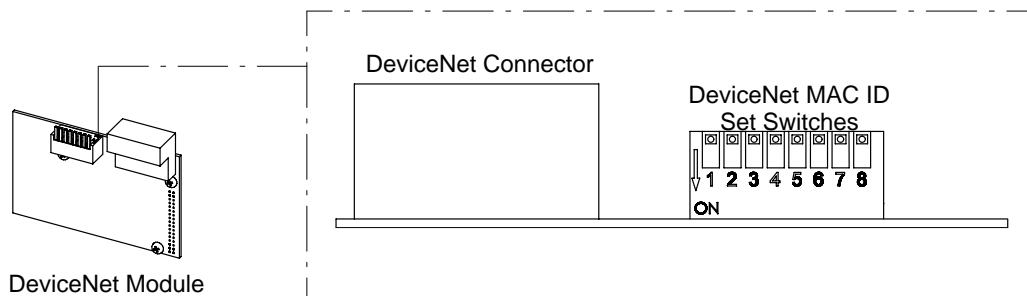 DeviceNet Connector
DeviceNet MAC ID
Set Switches
1 2 3 4 5 6 7 8
ON
DeviceNet Module